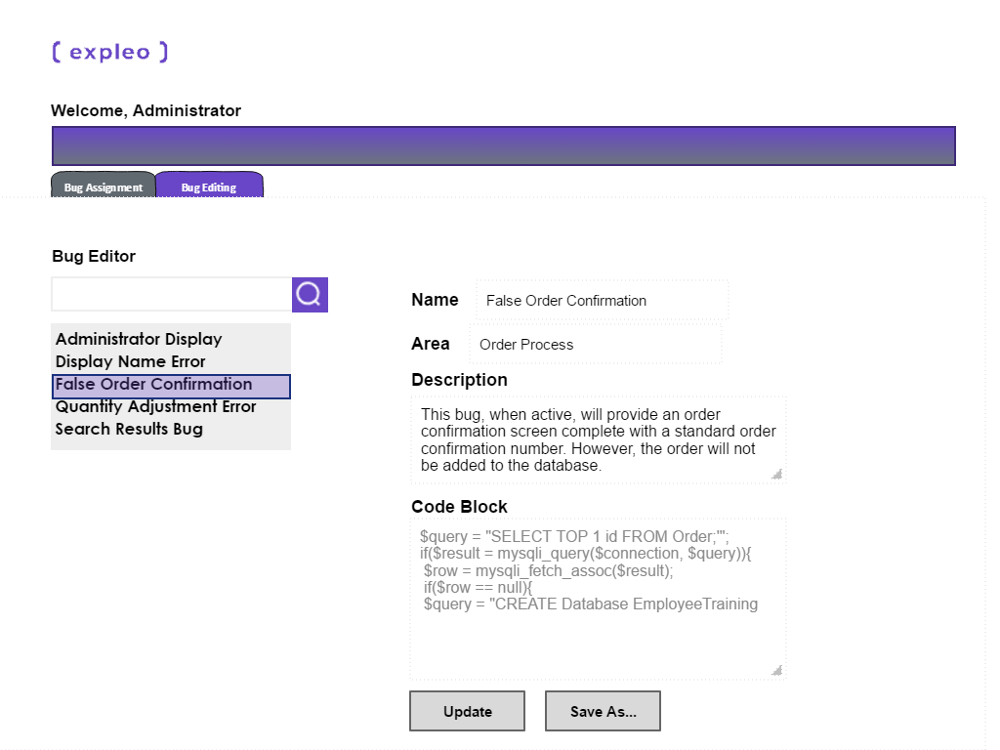 ( expleo )
Welcome, Administrator
Bug Assignment
Bug Editing
Bug Editor
Administrator Display
Display Name Error
False Order Confirmation
Quantity Adjustment Error
Search Results Bug
Name
False Order Confirmation
Area
Order Process
Description
This bug, when active, will provide an order
confirmation screen complete with a standard order
confirmation number. However, the order will not
be added to the database.
Code Block
$query = "SELECT TOP 1 id FROM Order;'";
if($result = mysqli_query($connection, $query)){
$row = mysqli_fetch_assoc($result);
if($row == null){
$query = "CREATE Database EmployeeTraining
Update
Save As...